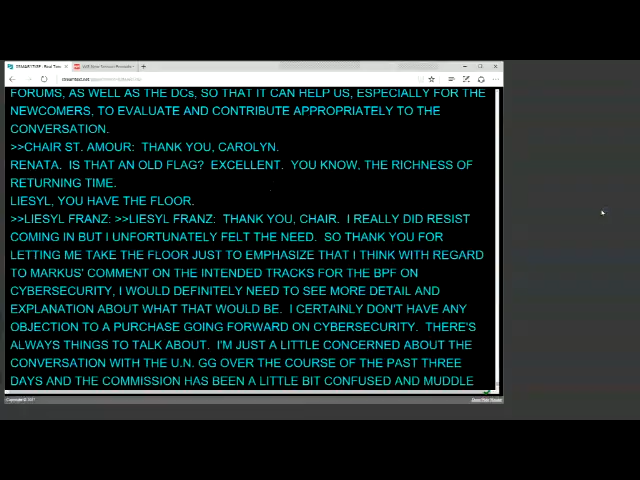 streamtext.net
FORUMS, AS WELL AS THE DCs, SO THAT IT CAN HELP US, ESPECIALLY FOR THE
NEWCOMERS, TO EVALUATE AND CONTRIBUTE APPROPRIATELY TO THE
CONVERSATION.
>>CHAIR ST. AMOUR: THANK YOU, CAROLYN.
RENATA. IS THAT AN OLD FLAG? EXCELLENT. YOU KNOW, THE RICHNESS OF
RETURNING TIME.
LIESYL, YOU HAVE THE FLOOR.
>>LIESYL FRANZ: >>LIESYL FRANZ: THANK YOU, CHAIR. I REALLY DID RESIST
COMING IN BUT I UNFORTUNATELY FELT THE NEED. SO THANK YOU FOR
LETTING ME TAKE THE FLOOR JUST TO EMPHASIZE THAT I THINK WITH REGARD
TO MARKUS' COMMENT ON THE INTENDED TRACKS FOR THE BPF ON
CYBERSECURITY, I WOULD DEFINITELY NEED TO SEE MORE DETAIL AND
EXPLANATION ABOUT WHAT THAT WOULD BE. I CERTAINLY DON'T HAVE ANY
OBJECTION TO A PURCHASE GOING FORWARD ON CYBERSECURITY. THERE'S
ALWAYS THINGS TO TALK ABOUT. I'M JUST A LITTLE CONCERNED ABOUT THE
CONVERSATION WITH THE U.N. GG OVER THE COURSE OF THE PAST THREE
DAYS AND THE COMMISSION HAS BEEN A LITTLE BIT CONFUSED AND MUDDLE